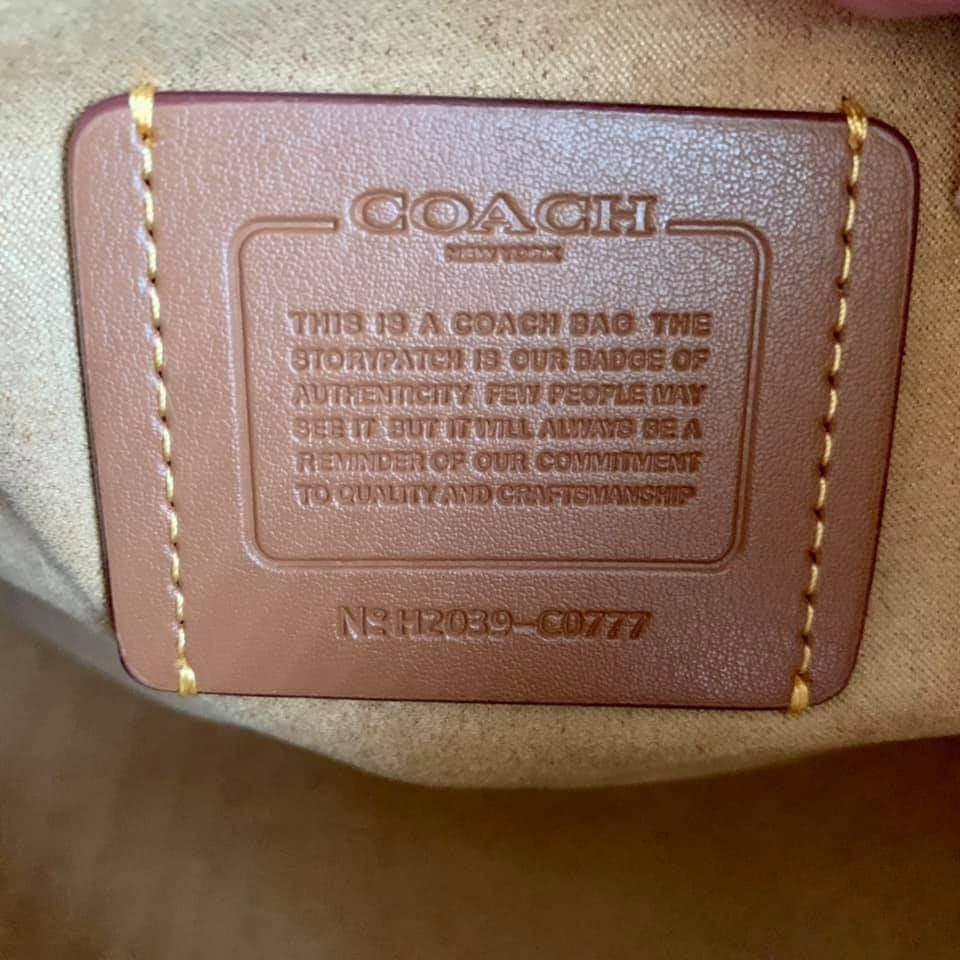 COACH
NEW YORK
THIS IS A COACH BAG THE
STORYPATCH IS OUR BADGE OF
AUTHENTICITY. FEW PEOPLE MAY
SEE IT BUT IT WILL ALWAYS BE A
REMINDER OF OUR COMMITMENT
TO QUALITY AND CRAFTSMANSHIP
Nº H2039-C0777